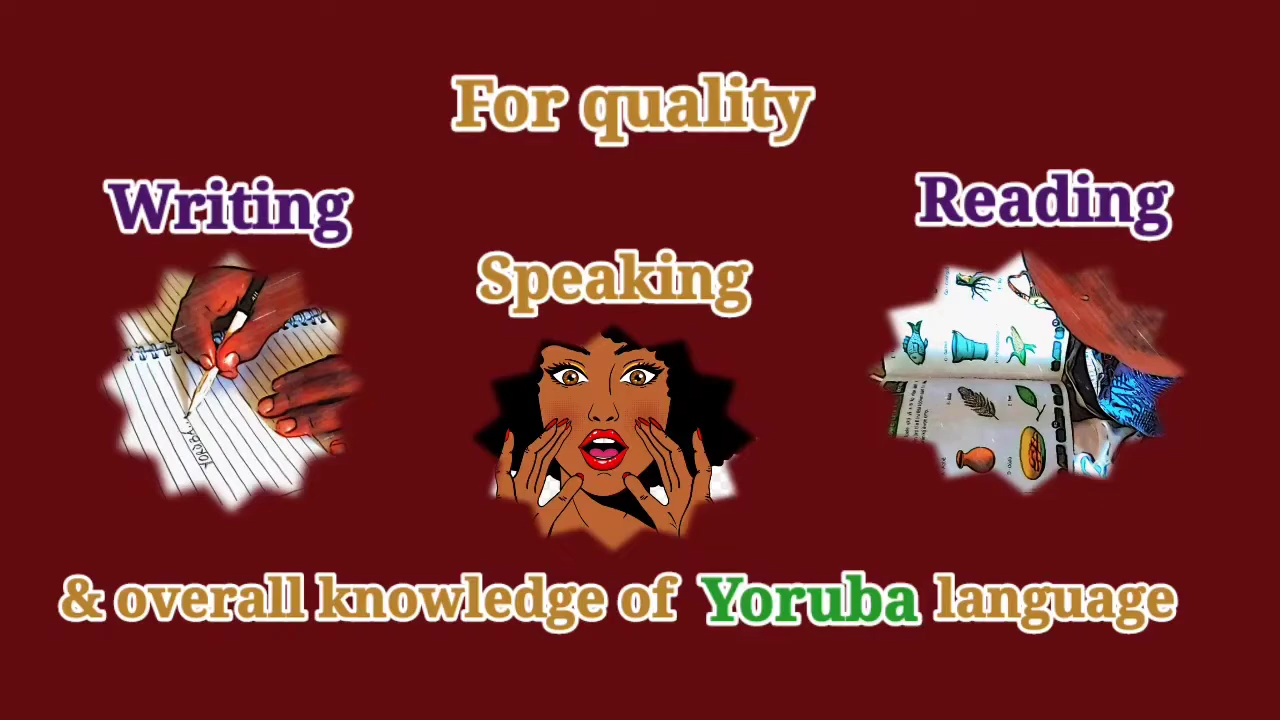 For quality
Writing
Reading
Speaking
& overall knowledge of Yoruba language